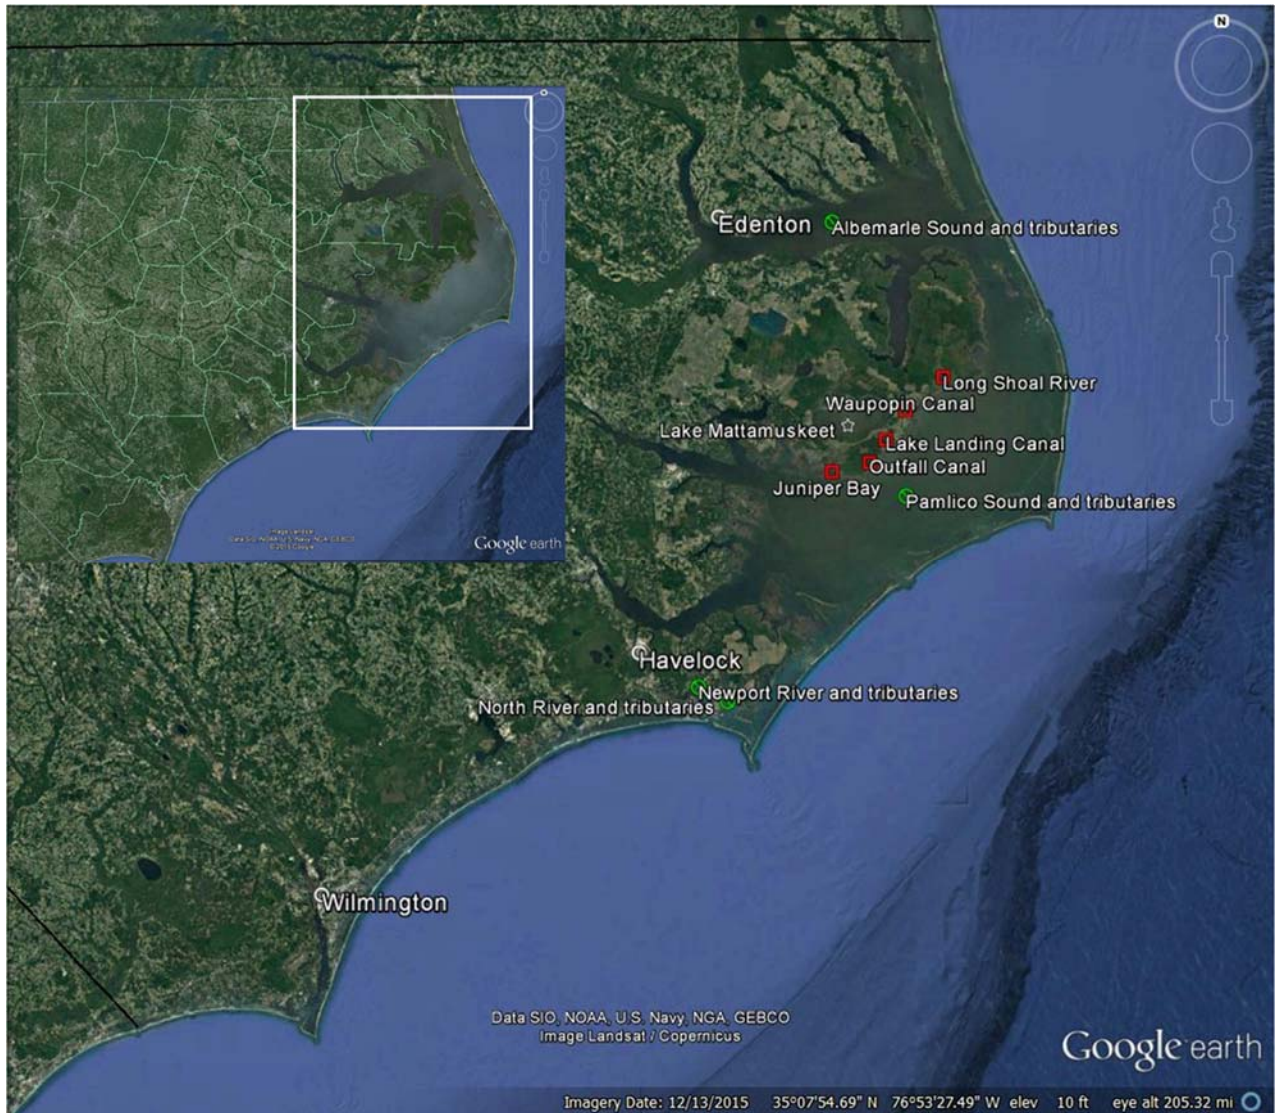 N
Edenton
Albemarle Sound and tributaries
Long Shoal River
Waupopin Canal
Lake Mattamuskeet
Lake Landing Canal
Outfall Canal
Juniper Bay
Pamlico Sound and tributaries
Google earth
Havelock
Newport River and tributaries
North River and tributaries
Wilmington
Data SIO, NOAA, U.S. Navy, NGA, GEBCO
Image Landsat / Copernicus
Google earth
Imagery Date: 12/13/2015 35°07'54.69" N 76°53'27.49" W elev 10 ft eye alt 205.32 mi